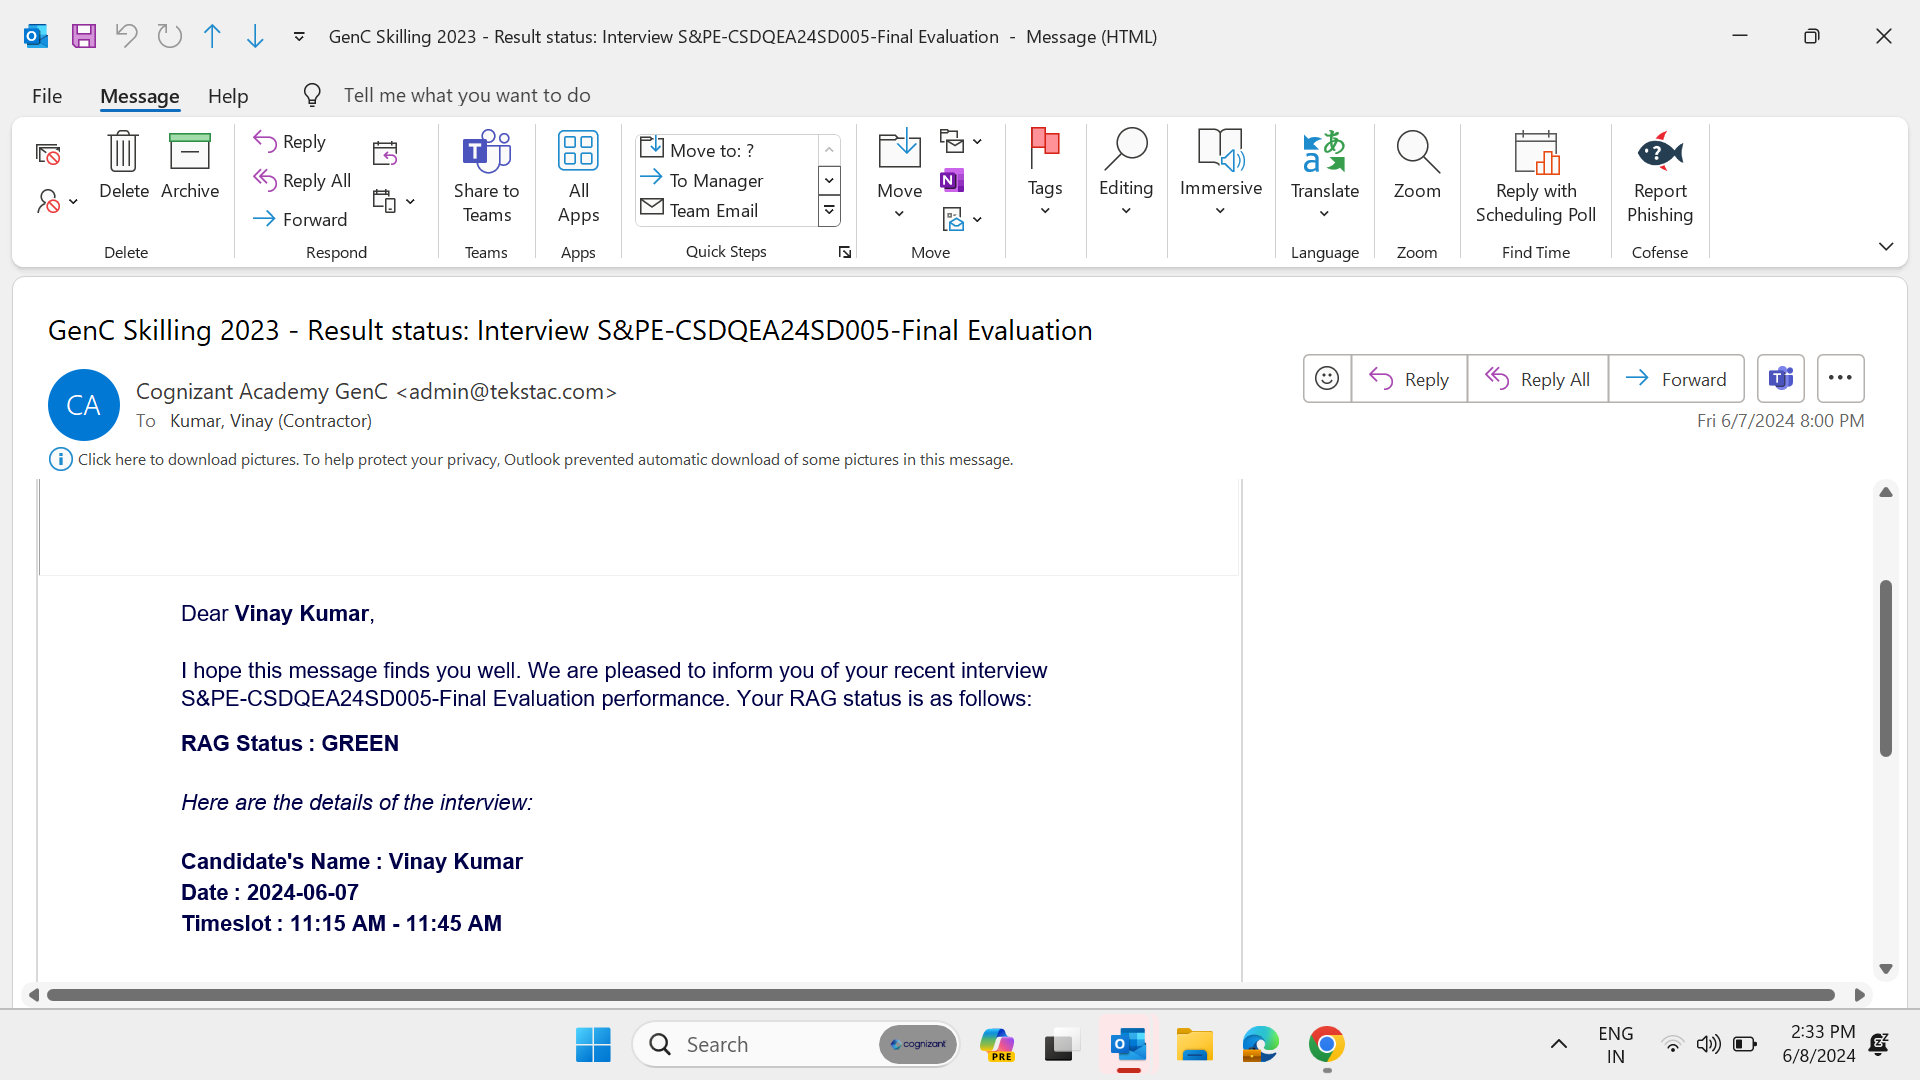 GenC Skilling 2023 - Result status: Interview S&PE-CSDQEA24SD005-Final Evaluation - Message (HTML)
File Message Help Tell me what you want to do
Delete
Archive
Delete
Reply
Reply All
Forward
Respond
Share to
Teams
Teams
All
Apps
Apps
Move to: ?
To Manager
Team Email
Quick Steps
Move
Move
Tags
Editing
Immersive
Translate
Language
Zoom
Zoom
Reply with
Scheduling Poll
Find Time
Report
Phishing
Cofense
GenC Skilling 2023 - Result status: Interview S&PE-CSDQEA24SD005-Final Evaluation
CA
Cognizant Academy GenC <admin@tekstac.com>
To Kumar, Vinay (Contractor)
Reply Reply All Forward
Fri 6/7/2024 8:00 PM
Click here to download pictures. To help protect your privacy, Outlook prevented automatic download of some pictures in this message.
Dear Vinay Kumar,
I hope this message finds you well. We are pleased to inform you of your recent interview
S&PE-CSDQEA24SD005-Final Evaluation performance. Your RAG status is as follows:
RAG Status : GREEN
Here are the details of the interview:
Candidate's Name : Vinay Kumar
Date : 2024-06-07
Timeslot : 11:15 AM - 11:45 AM
Search
cognizant
PRE
ENG
IN
2:33 PM
6/8/2024